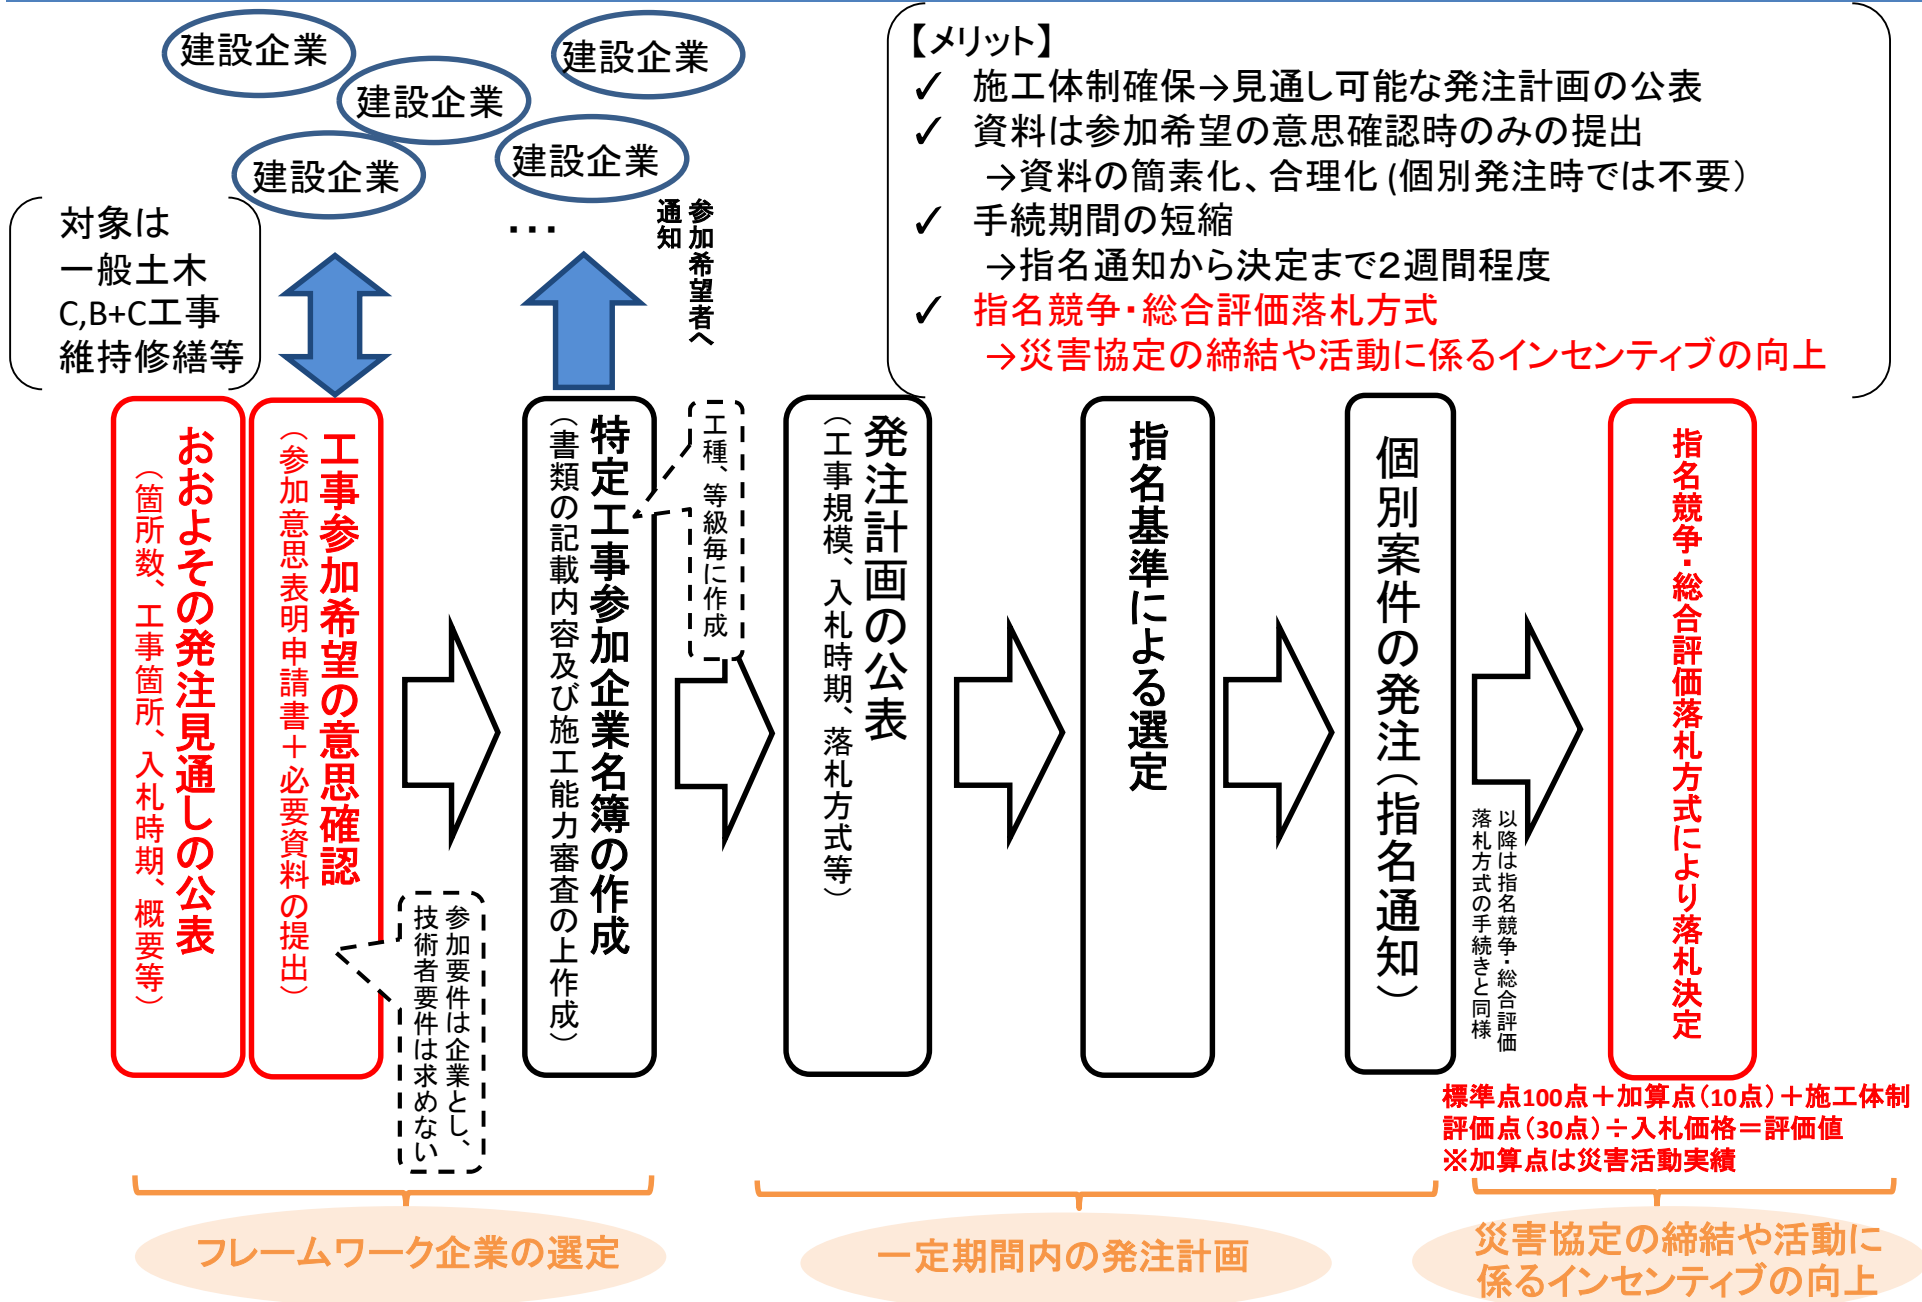 建設企業
建設企業
建設企業
建設企業
建設企業
・・・
対象は
一般土木
C,B+C工事
維持修繕等
参加希望者へ
通知
【メリット】
✓ 施工体制確保→見通し可能な発注計画の公表
✓ 資料は参加希望の意思確認時のみの提出
→資料の簡素化、合理化 (個別発注時では不要）
✓ 手続期間の短縮
→指名通知から決定まで２週間程度
✓ 指名競争・総合評価落札方式
→災害協定の締結や活動に係るインセンティブの向上
おおよその発注見通しの公表
（箇所数、工事箇所、入札時期、概要等）
工事参加希望の意思確認
（参加意思表明申請書＋必要資料の提出）
参加要件は企業とし、
技術者要件は求めない
特定工事参加企業名簿の作成
（書類の記載内容及び施工能力審査の上作成）
工種、等級毎に作成
発注計画の公表
（工事規模、入札時期、落札方式等）
指名基準による選定
個別案件の発注（指名通知）
以降は指名競争・総合評価
落札方式の手続きと同様
指名競争・総合評価落札方式により落札決定
標準点100点＋加算点（10点）＋施工体制
評価点（30点）÷入札価格＝評価値
※加算点は災害活動実績
フレームワーク企業の選定
一定期間内の発注計画
災害協定の締結や活動に
係るインセンティブの向上